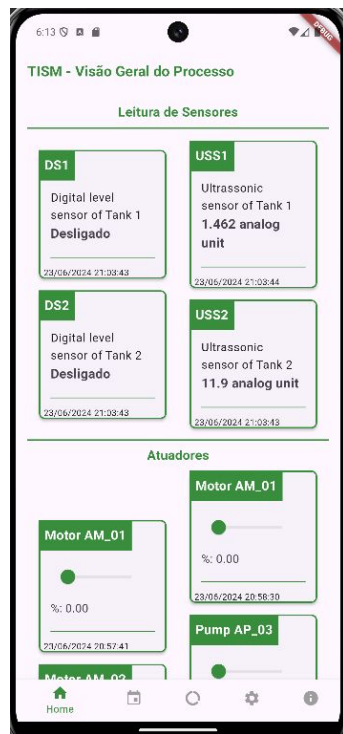 6:13
DEBUG
TISM - Visão Geral do Processo
Leitura de Sensores
DS1
Digital level
sensor of Tank 1
Desligado
23/06/2024 21:03:43
USS1
Ultrassonic
sensor of Tank 1
1.462 analog
unit
23/06/2024 21:03:44
DS2
Digital level
sensor of Tank 2
Desligado
23/06/2024 21:03:43
USS2
Ultrasonic
sensor of Tank 2
11.9 analog unit
23/06/2024 21:03:43
Atuadores
Motor AM_01
%: 0.00
23/06/2024 20:57:41
Motor AM_01
%: 0.00
23/06/2024 20:58:30
Motor AM_02
Pump AP_03
Home